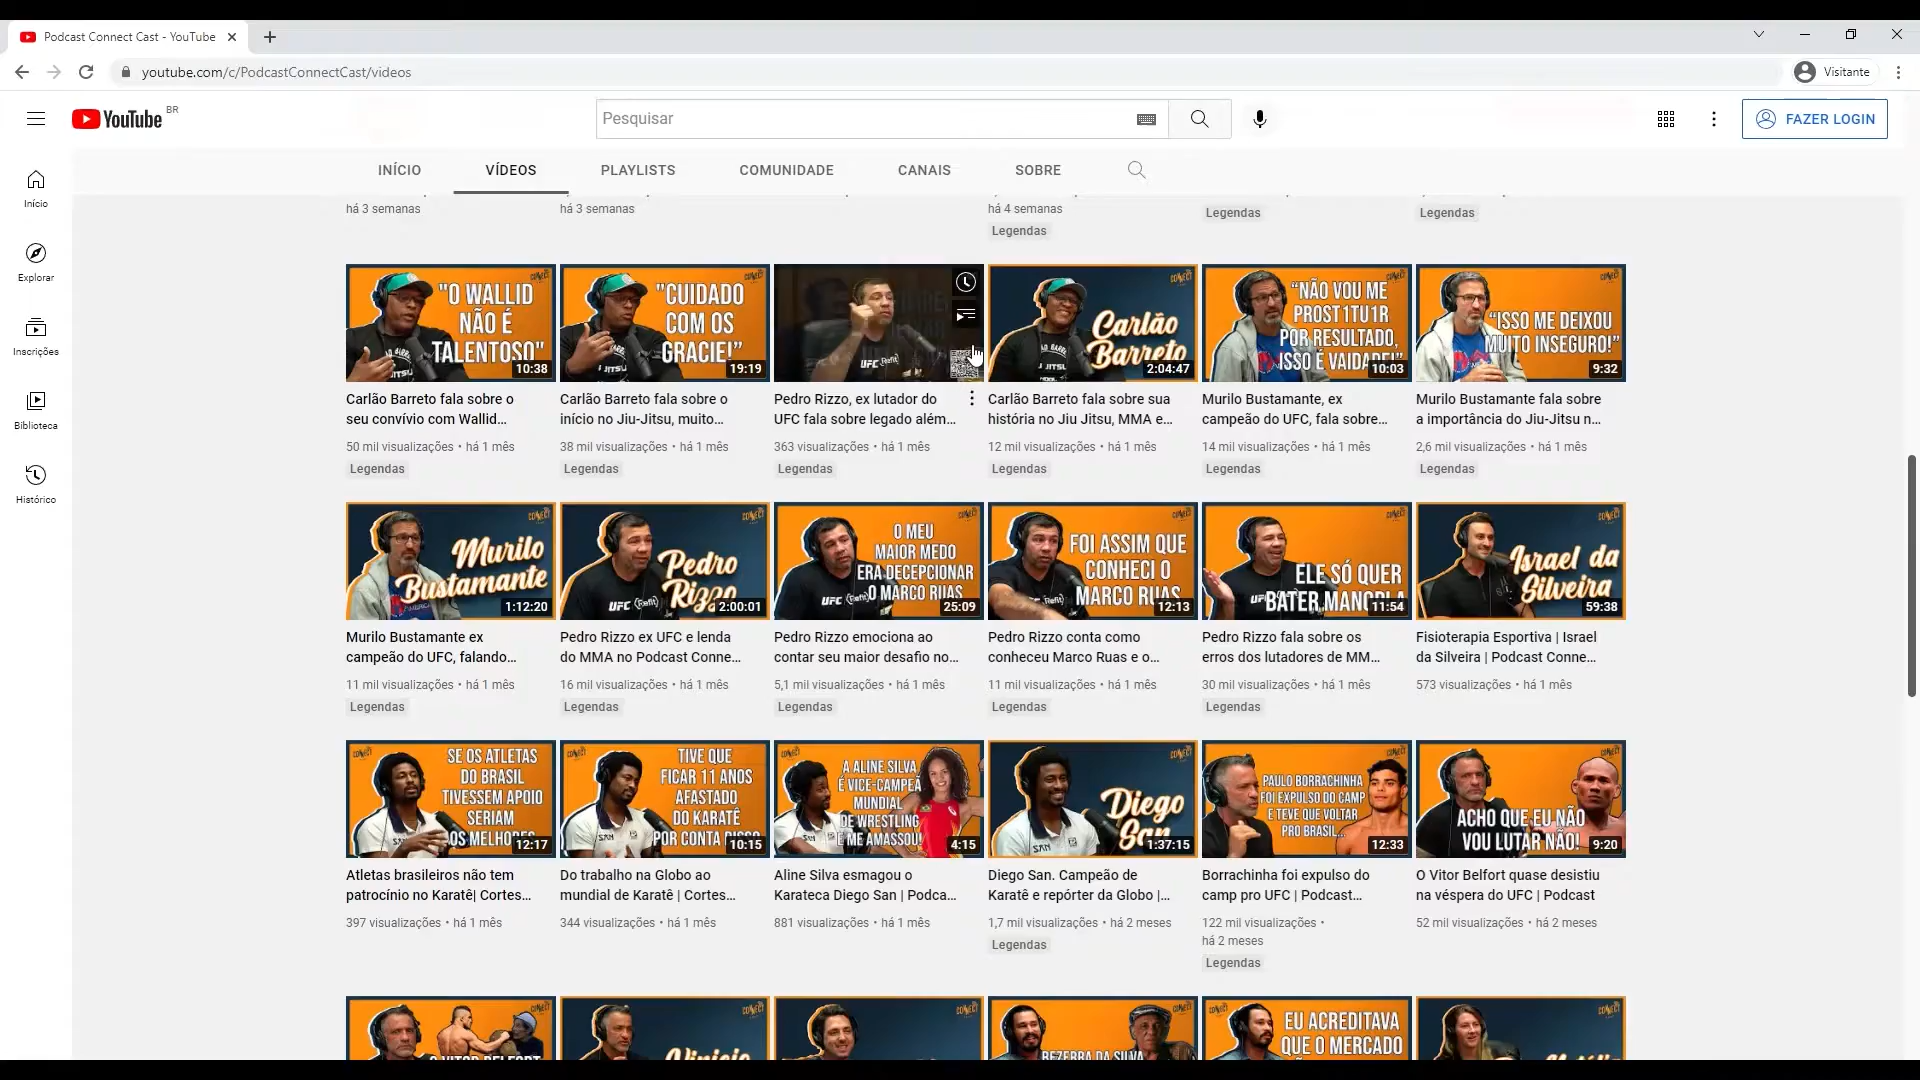 Podcast Connect Cast - YouTube
youtube.com/c/PodcastConnectCast/videos
Visitante
YouTube BR
Pesquisar
FAZER LOGIN
INÍCIO VÍDEOS PLAYLISTS COMUNIDADE CANAIS SOBRE
Início
Explorar
Inscrições
Biblioteca
Histórico
há 3 semanas
há 3 semanas
há 4 semanas
Legendas
Legendas
Legendas
"O WALLID
NÃO É
TALENTOSO"
10:38
Carlão Barreto fala sobre o
seu convívio com Wallid...
50 mil visualizações • há 1 mês
Legendas
"CUIDADO
COM OS
GRACIE!"
19:19
Carlão Barreto fala sobre o
início no Jiu-Jitsu, muito...
38 mil visualizações • há 1 mês
Legendas
UFC
Pedro Rizzo, ex lutador do
UFC fala sobre legado além...
363 visualizações • há 1 mês
Legendas
Carlão
Barreto
2:04:47
Carlão Barreto fala sobre sua
história no Jiu Jitsu, MMA e...
12 mil visualizações • há 1 mês
Legendas
"NÃO VOU ME
PROST1TU1R
POR RESULTADO,
ISSO É VAIDADE!"
10:03
Murilo Bustamante, ex
campeão do UFC, fala sobre...
14 mil visualizações • há 1 mês
Legendas
"ISSO ME DEIXOU
MUITO INSEGURO!"
9:32
Murilo Bustamante fala sobre
a importância do Jiu-Jitsu n...
2,6 mil visualizações • há 1 mês
Legendas
Murilo
Bustamante
1:12:20
Murilo Bustamante ex
campeão do UFC, falando...
11 mil visualizações • há 1 mês
Legendas
Pedro
Rizzo
UFC Refit
2:00:01
Pedro Rizzo ex UFC e lenda
do MMA no Podcast Conne...
16 mil visualizações • há 1 mês
Legendas
O MEU
MAIOR MEDO
ERA DECEPCIONAR
O MARCO RUAS
UFC
25:09
Pedro Rizzo emociona ao
contar seu maior desafio no...
5,1 mil visualizações • há 1 mês
Legendas
FOI ASSIM QUE
CONHECI O
MARCO RUAS
12:13
Pedro Rizzo conta como
conheceu Marco Ruas e o...
11 mil visualizações • há 1 mês
Legendas
ELE SÓ QUER
BATER MANOPLA
11:54
Pedro Rizzo fala sobre os
erros dos lutadores de MM...
30 mil visualizações • há 1 mês
Legendas
Israel da
Silveira
59:38
Fisioterapia Esportiva | Israel
da Silveira | Podcast Conne...
573 visualizações • há 1 mês
SE OS ATLETAS
DO BRASIL
TIVESSEM APOIO
SERIAM
OS MELHORES
12:17
Atletas brasileiros não tem
patrocínio no Karatê| Cortes...
397 visualizações • há 1 mês
TIVE QUE
FICAR 11 ANOS
AFASTADO
DO KARATÊ
POR CONTA DISSO
SAN
10:15
Do trabalho na Globo ao
mundial de Karatê | Cortes...
344 visualizações • há 1 mês
A ALINE SILVA
É VICE-CAMPEÃ
MUNDIAL
DE WRESTLING
E ME AMASSOU!
SAN
4:15
Aline Silva esmagou o
Karateca Diego San | Podca...
881 visualizações • há 1 mês
Diego
San
SAN
1:37:15
Diego San. Campeão de
Karatê e repórter da Globo |...
1,7 mil visualizações • há 2 meses
Legendas
PAULO BORRACHINHA
FOI EXPULSO DO CAMP
E TEVE QUE VOLTAR
PRO BRASIL...
12:33
Borrachinha foi expulso do
camp pro UFC | Podcast...
122 mil visualizações •
há 2 meses
Legendas
ACHO QUE EU NÃO
VOU LUTAR NÃO!
9:20
O Vitor Belfort quase desistiu
na véspera do UFC | Podcast
52 mil visualizações • há 2 meses
O VITOR BELFORT
Vinicio
BEZERRA DA SILVA
EU ACREDITAVA
QUE O MERCADO